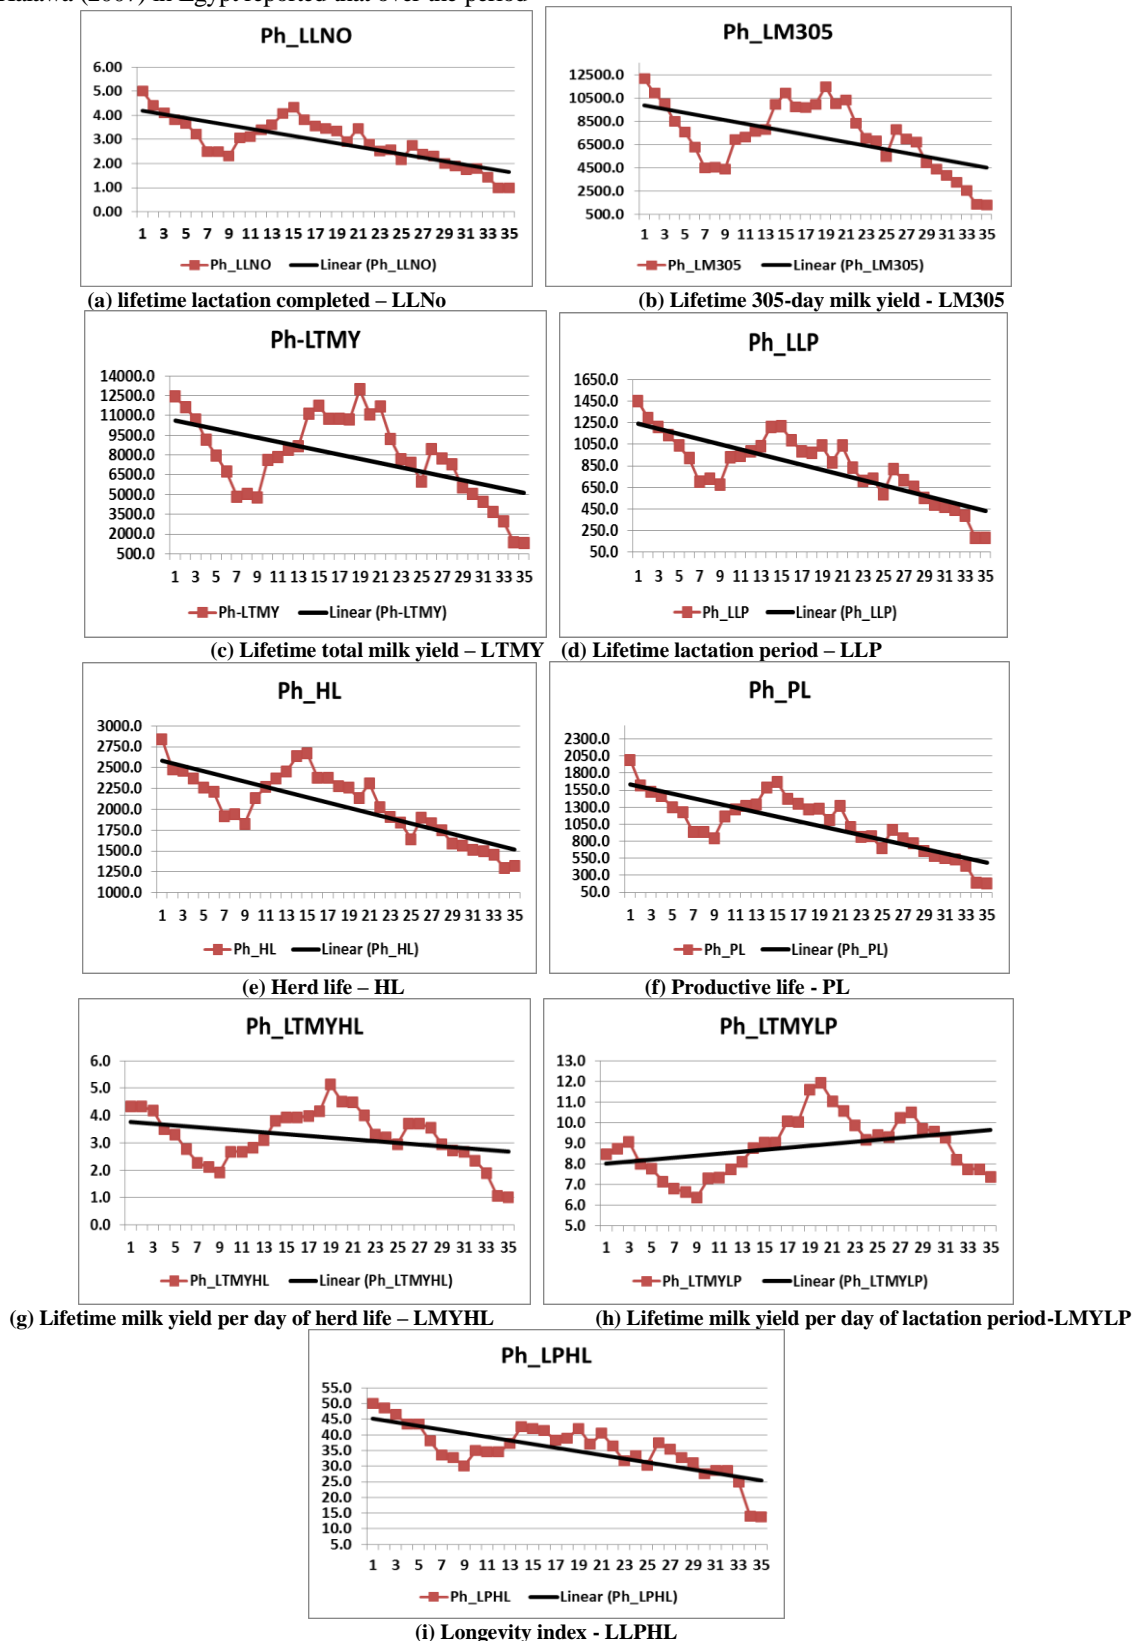 (2007) in Egypt reported that over the period
Ph_LLNO
6.00
5.00
4.00
3.00
2.00
1.00
0.00
1 3 5 7 9 11 13 15 17 19 21 23 25 27 29 31 33 35
Ph_LLNO Linear (Ph_LLNO)
Ph_LM305
12500.0
10500.0
8500.0
6500.0
4500.0
2500.0
500.0
1 3 5 7 9 11 13 15 17 19 21 23 25 27 29 31 33 35
Ph_LM305 Linear (Ph_LM305)
(a) lifetime lactation completed – LLNo
(b) Lifetime 305-day milk yield - LM305
Ph-LTMY
14000.0
12500.0
11000.0
9500.0
8000.0
6500.0
5000.0
3500.0
2000.0
500.0
1 3 5 7 9 11 13 15 17 19 21 23 25 27 29 31 33 35
Ph-LTMY Linear (Ph-LTMY)
Ph_LLP
1650.0
1450.0
1250.0
1050.0
850.0
650.0
450.0
250.0
50.0
1 3 5 7 9 11 13 15 17 19 21 23 25 27 29 31 33 35
Ph_LLP Linear (Ph_LLP)
(c) Lifetime total milk yield – LTMY
(d) Lifetime lactation period – LLP
Ph_HL
3000.0
2750.0
2500.0
2250.0
2000.0
1750.0
1500.0
1250.0
1000.0
1 3 5 7 9 11 13 15 17 19 21 23 25 27 29 31 33 35
Ph_HL Linear (Ph_HL)
Ph_PL
2300.0
2050.0
1800.0
1550.0
1300.0
1050.0
800.0
550.0
300.0
50.0
1 3 5 7 9 11 13 15 17 19 21 23 25 27 29 31 33 35
Ph_PL Linear (Ph_PL)
(e) Herd life – HL
(f) Productive life - PL
Ph_LTMYHL
6.0
5.0
4.0
3.0
2.0
1.0
0.0
1 3 5 7 9 11 13 15 17 19 21 23 25 27 29 31 33 35
Ph_LTMYHL Linear (Ph_LTMYHL)
Ph_LTMYLP
13.0
12.0
11.0
10.0
9.0
8.0
7.0
6.0
5.0
1 3 5 7 9 11 13 15 17 19 21 23 25 27 29 31 33 35
Ph_LTMYLP Linear (Ph_LTMYLP)
(g) Lifetime milk yield per day of herd life – LMYHL
(h) Lifetime milk yield per day of lactation period-LMYLP
Ph_LPHL
55.0
50.0
45.0
40.0
35.0
30.0
25.0
20.0
15.0
10.0
5.0
1 3 5 7 9 11 13 15 17 19 21 23 25 27 29 31 33 35
Ph_LPHL Linear (Ph_LPHL)
(i) Longevity index - LLPHL